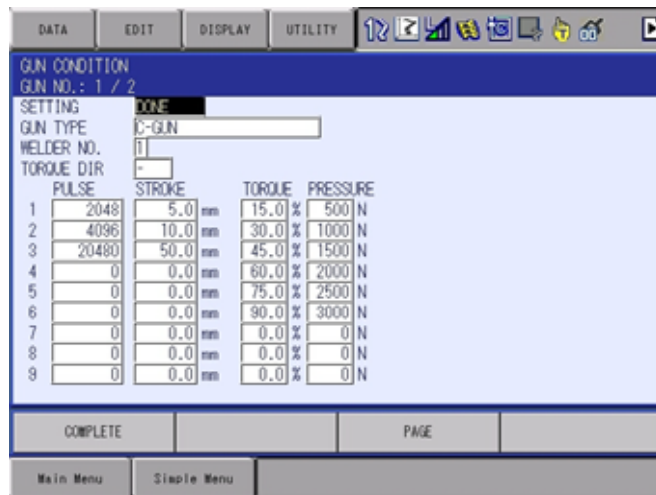 DATA EDIT DISPLAY UTILITY
GUN CONDITION
GUN NO.: 1 / 2
SETTING DONE
GUN TYPE C-GUN
WELDER NO. 1
TORQUE DIR -
PULSE STROKE TORQUE PRESSURE
1 2048 5.0 mm 15.0 % 500 N
2 4096 10.0 mm 30.0 % 1000 N
3 20480 50.0 mm 45.0 % 1500 N
4 0 0.0 mm 60.0 % 2000 N
5 0 0.0 mm 75.0 % 2500 N
6 0 0.0 mm 90.0 % 3000 N
7 0 0.0 mm 0.0 % 0 N
8 0 0.0 mm 0.0 % 0 N
9 0 0.0 mm 0.0 % 0 N
COMPLETE PAGE
Main Menu Simple Menu